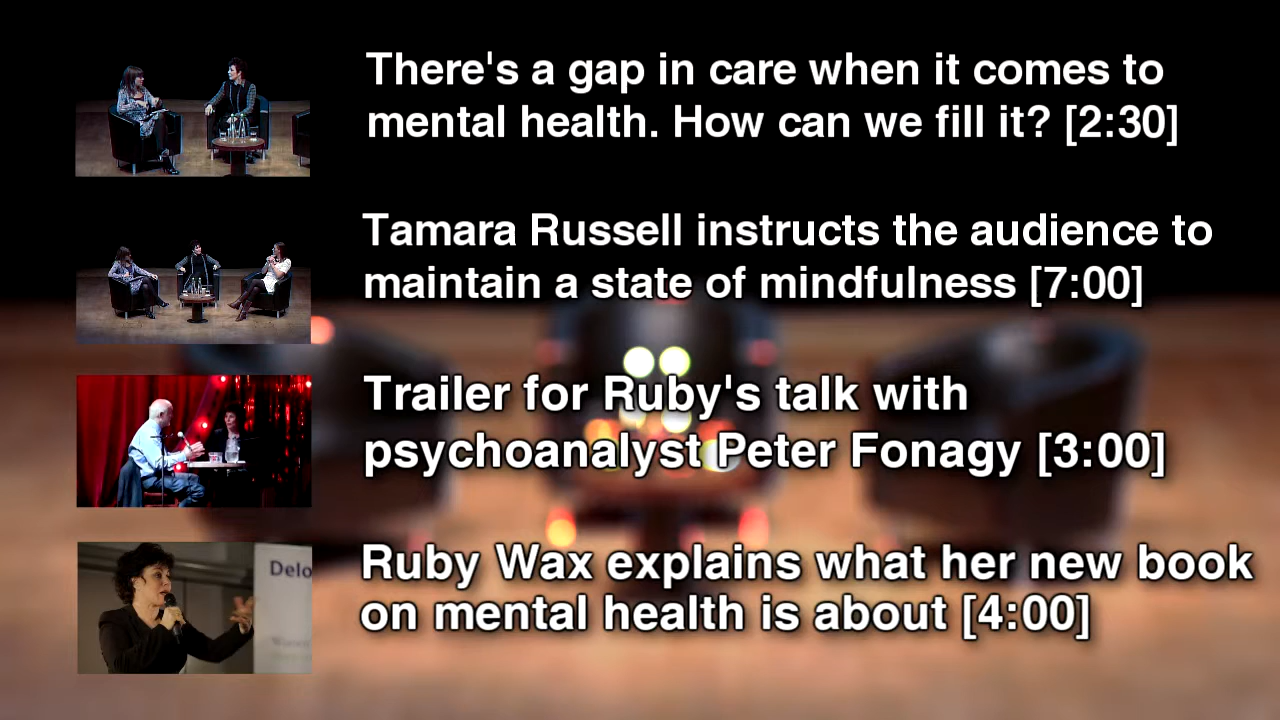 There's a gap in care when it comes to
mental health. How can we fill it? [2:30]
Tamara Russell instructs the audience to
maintain a state of mindfulness [7:00]
Trailer for Ruby's talk with
psychoanalyst Peter Fonagy [3:00]
Delo
Ruby Wax explains what her new book
on mental health is about [4:00]